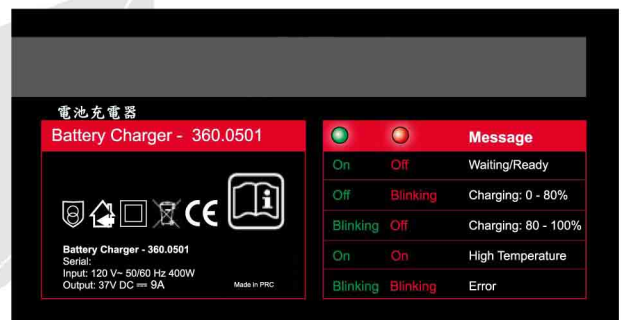 電池充電器
Battery Charger - 360.0501
Battery Charger - 360.0501
Serial:
Input: 120 V~ 50/60 Hz 400W
Output: 37V DC ⎓ 9A
Made in PRC
Message
On Off Waiting/Ready
Off Blinking Charging: 0 - 80%
Blinking Off Charging: 80 - 100%
On On High Temperature
Blinking Blinking Error